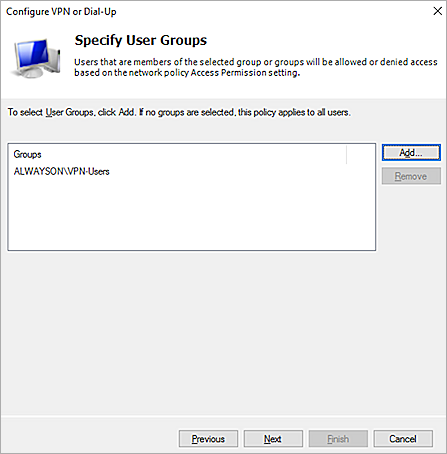 Configure VPN or Dial-Up
Specify User Groups
Users that are members of the selected group or groups will be allowed or denied access
based on the network policy Access Permission setting.
To select User Groups, click Add. If no groups are selected, this policy applies to all users.
Groups
ALWAYSON\VPN-Users
Add...
Remove
Previous
Next
Finish
Cancel